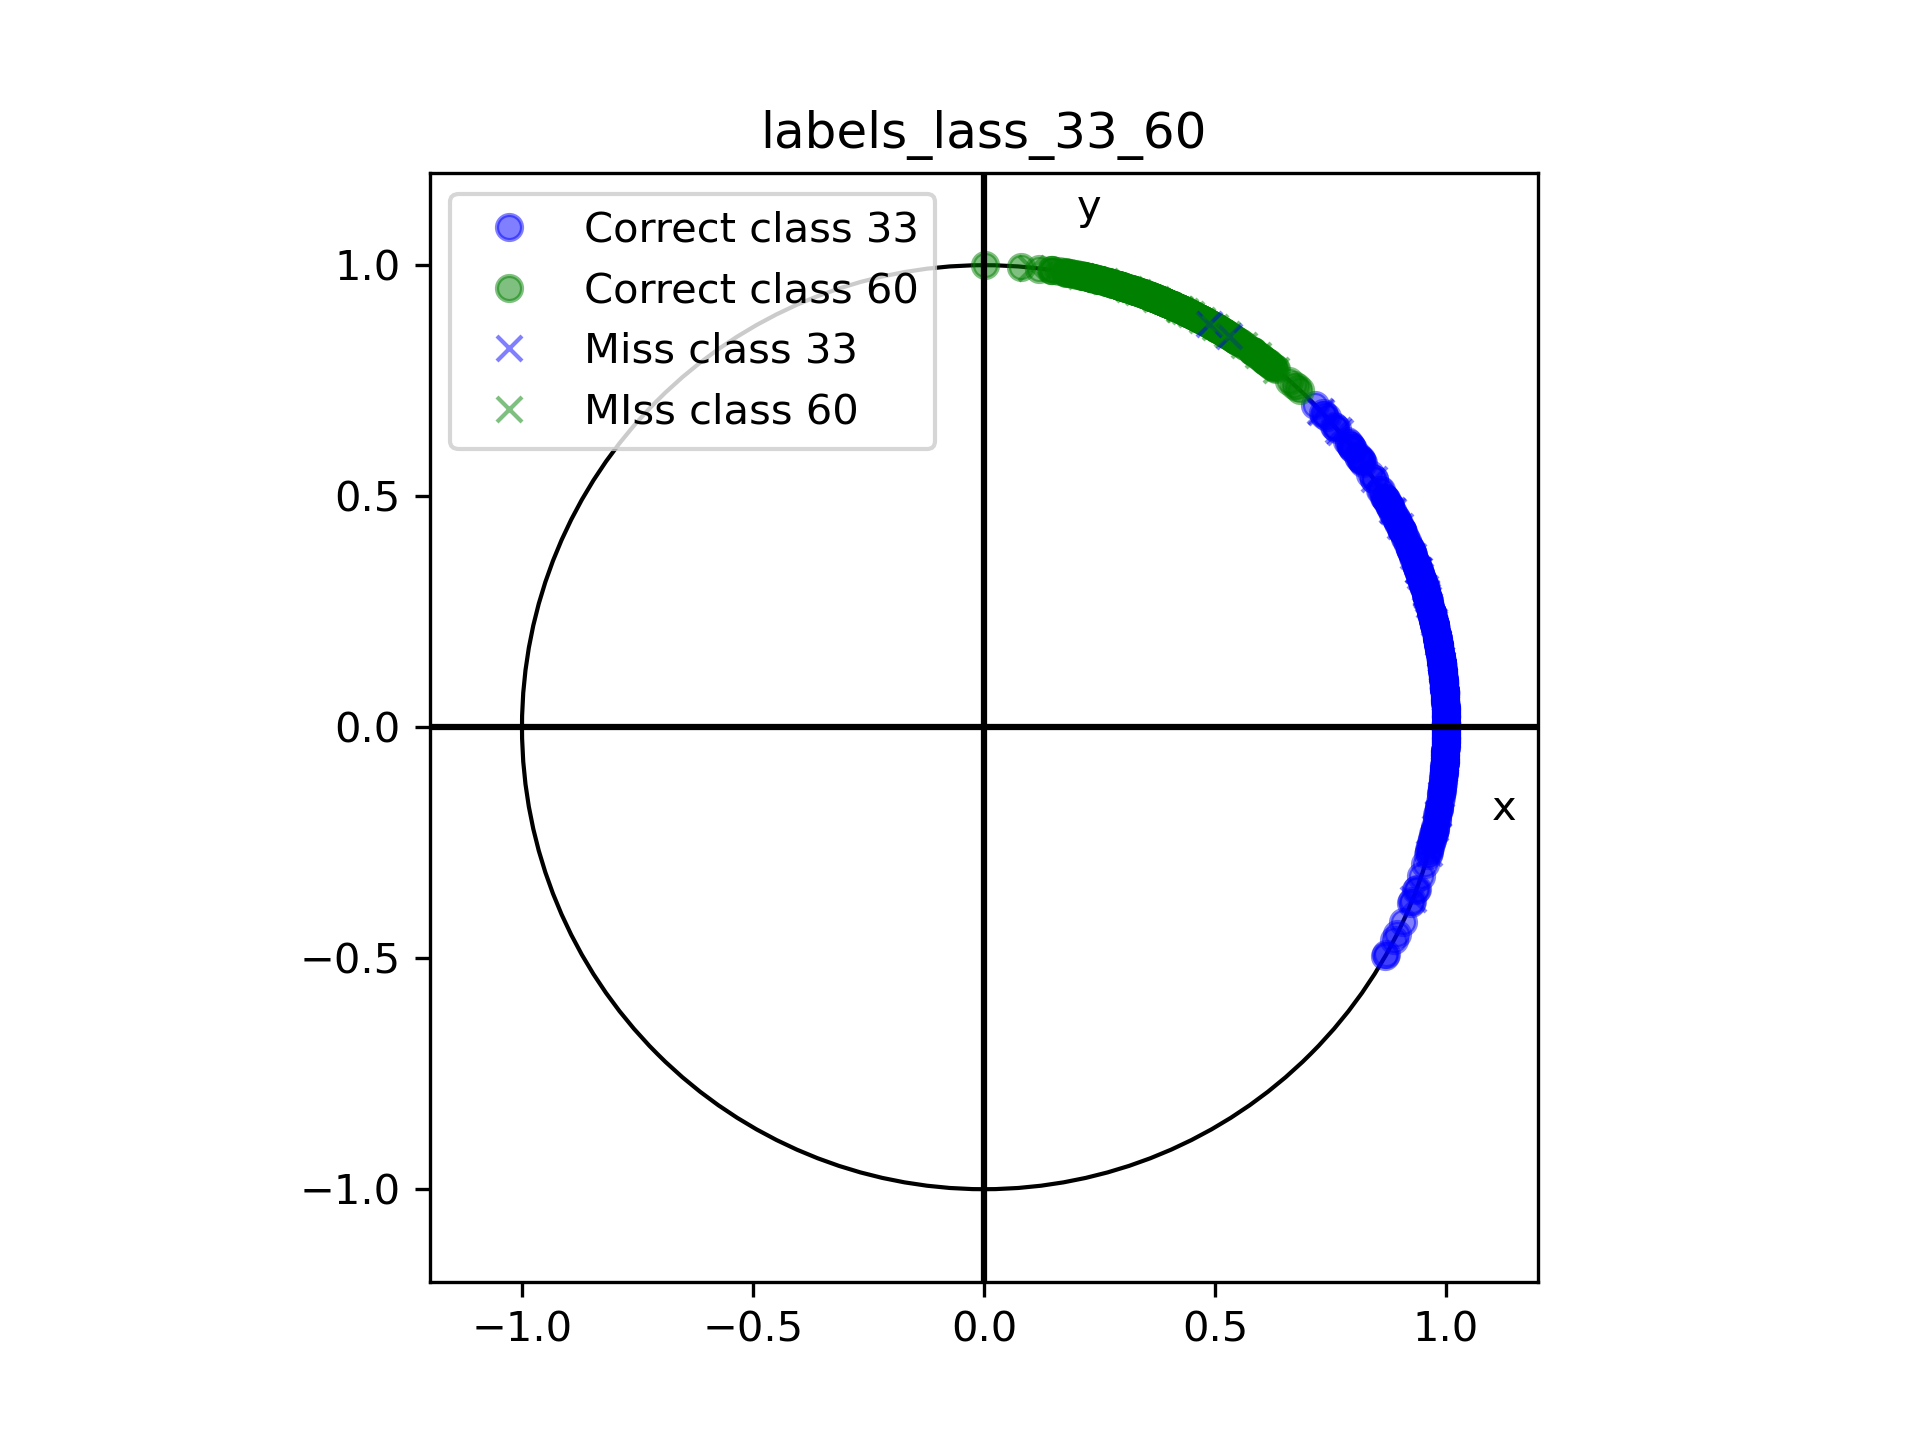 labels_lass_33_60
y
Correct class 33
Correct class 60
Miss class 33
MIss class 60
1.0
0.5
0.0
−0.5
−1.0
x
−1.0 −0.5 0.0 0.5 1.0